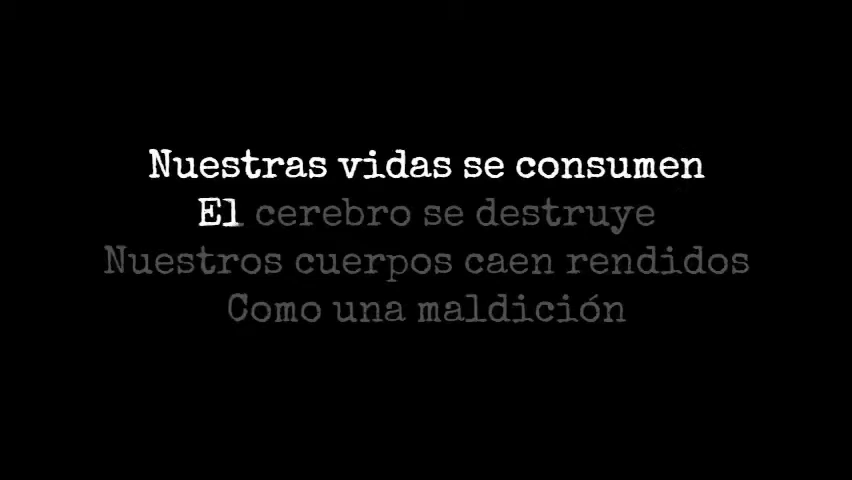 Nuestras vidas se consumen
El cerebro se destruye
Nuestros cuerpos caen rendidos
Como una maldición